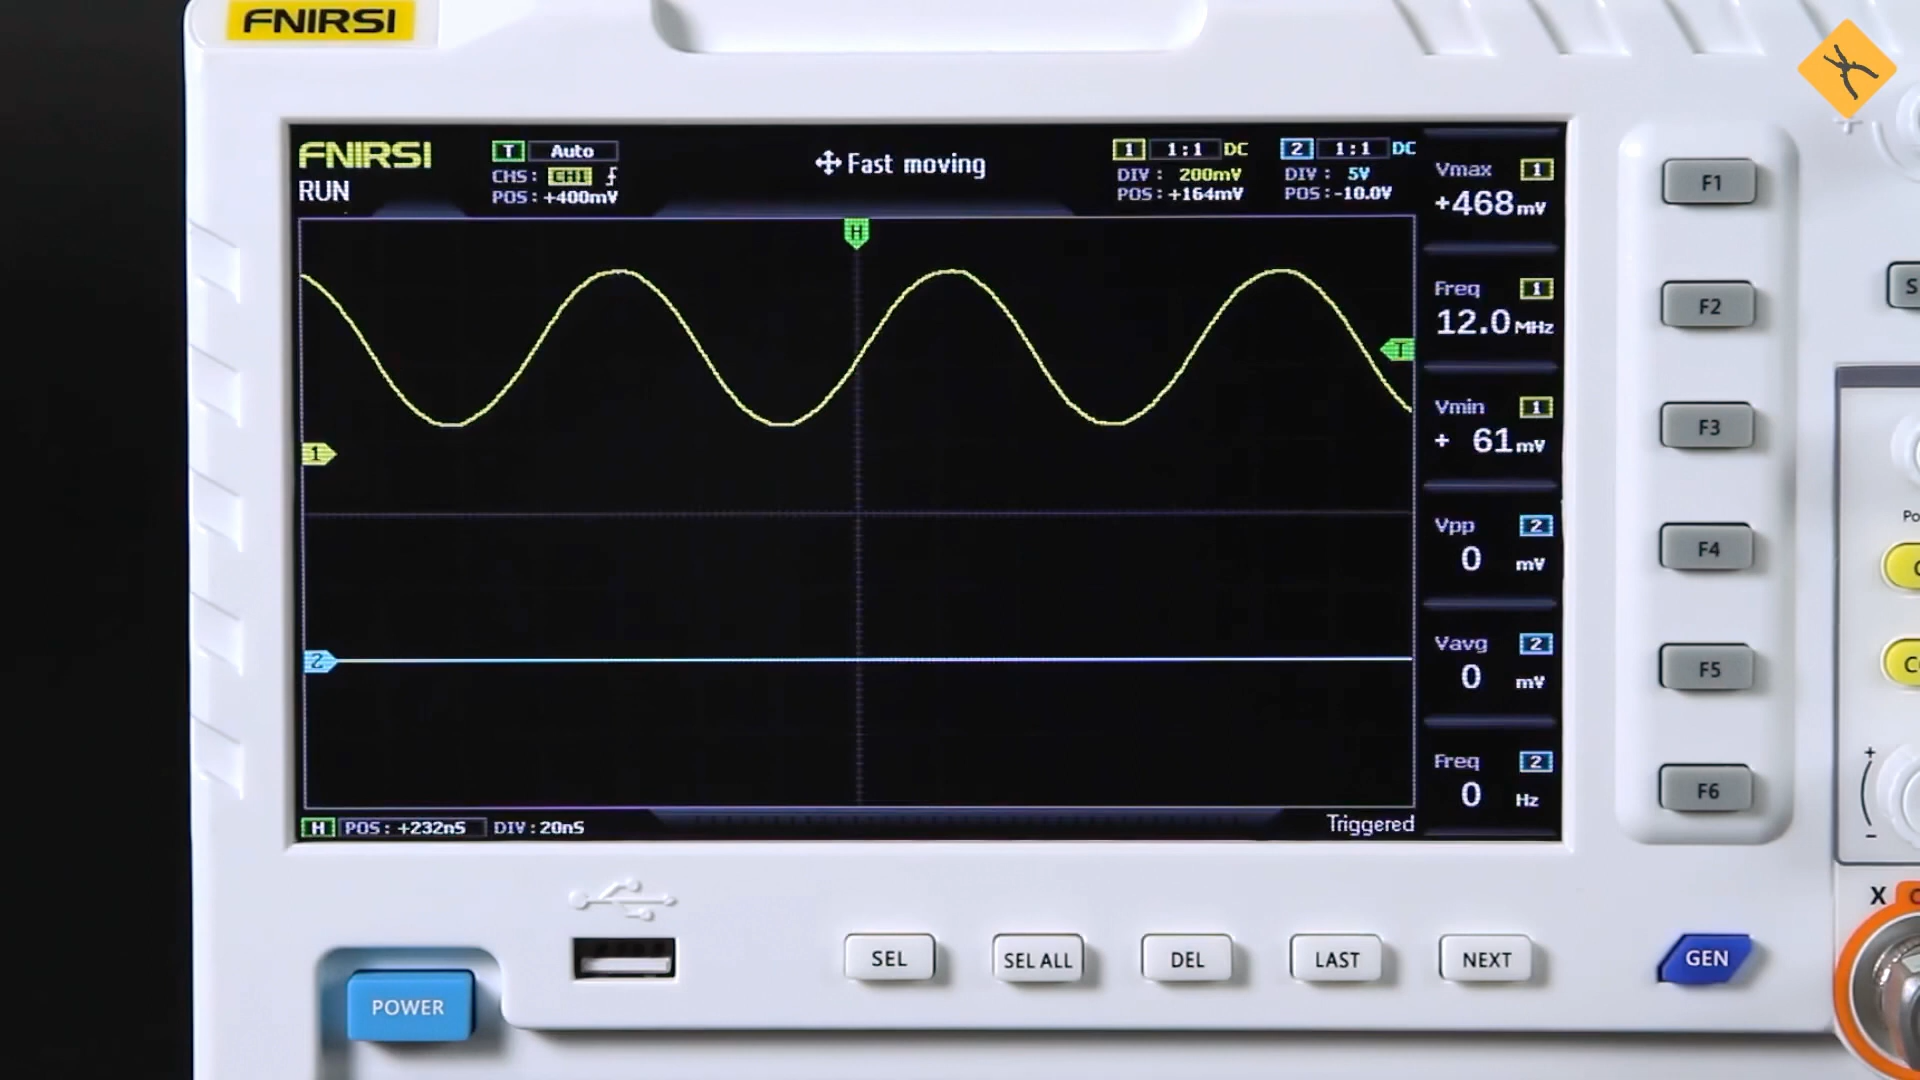 FNIRSI
FNIRSI
RUN
T Auto
CHS: CH1
POS: +400mV
Fast moving
1 1:1 DC
DIV: 200mV
POS: +164mV
2 1:1 DC
DIV: 5V
POS: -10.0V
H
T
1
2
Vmax 1
+468mV
Freq 1
12.0MHz
Vmin 1
+ 61mV
Vpp 2
0 mV
Vavg 2
0 mV
Freq 2
0 Hz
H POS: +232nS DIV: 20nS
Triggered
F1
F2
F3
F4
F5
F6
S
Po
C
+
-
X
POWER
SEL
SEL ALL
DEL
LAST
NEXT
GEN